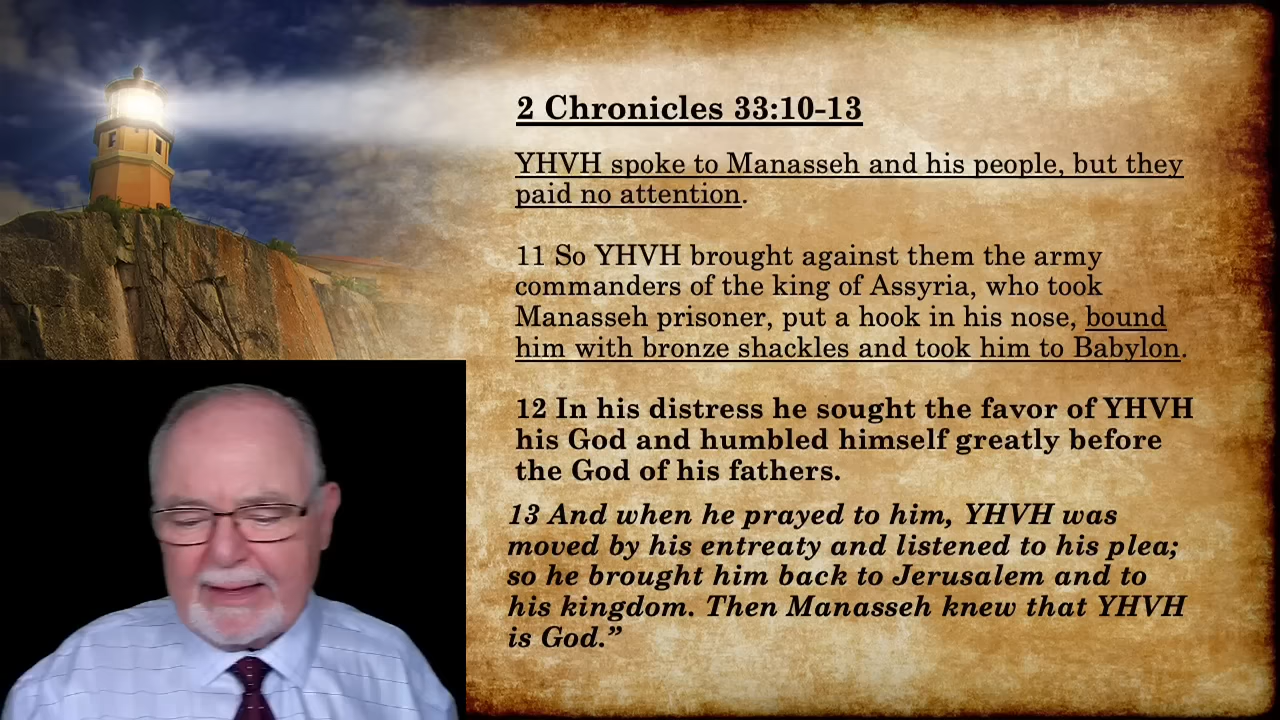 2 Chronicles 33:10-13
YHVH spoke to Manasseh and his people, but they
paid no attention.
11 So YHVH brought against them the army
commanders of the king of Assyria, who took
Manasseh prisoner, put a hook in his nose, bound
him with bronze shackles and took him to Babylon.
12 In his distress he sought the favor of YHVH
his God and humbled himself greatly before
the God of his fathers.
13 And when he prayed to him, YHVH was
moved by his entreaty and listened to his plea;
so he brought him back to Jerusalem and to
his kingdom. Then Manasseh knew that YHVH
is God.”